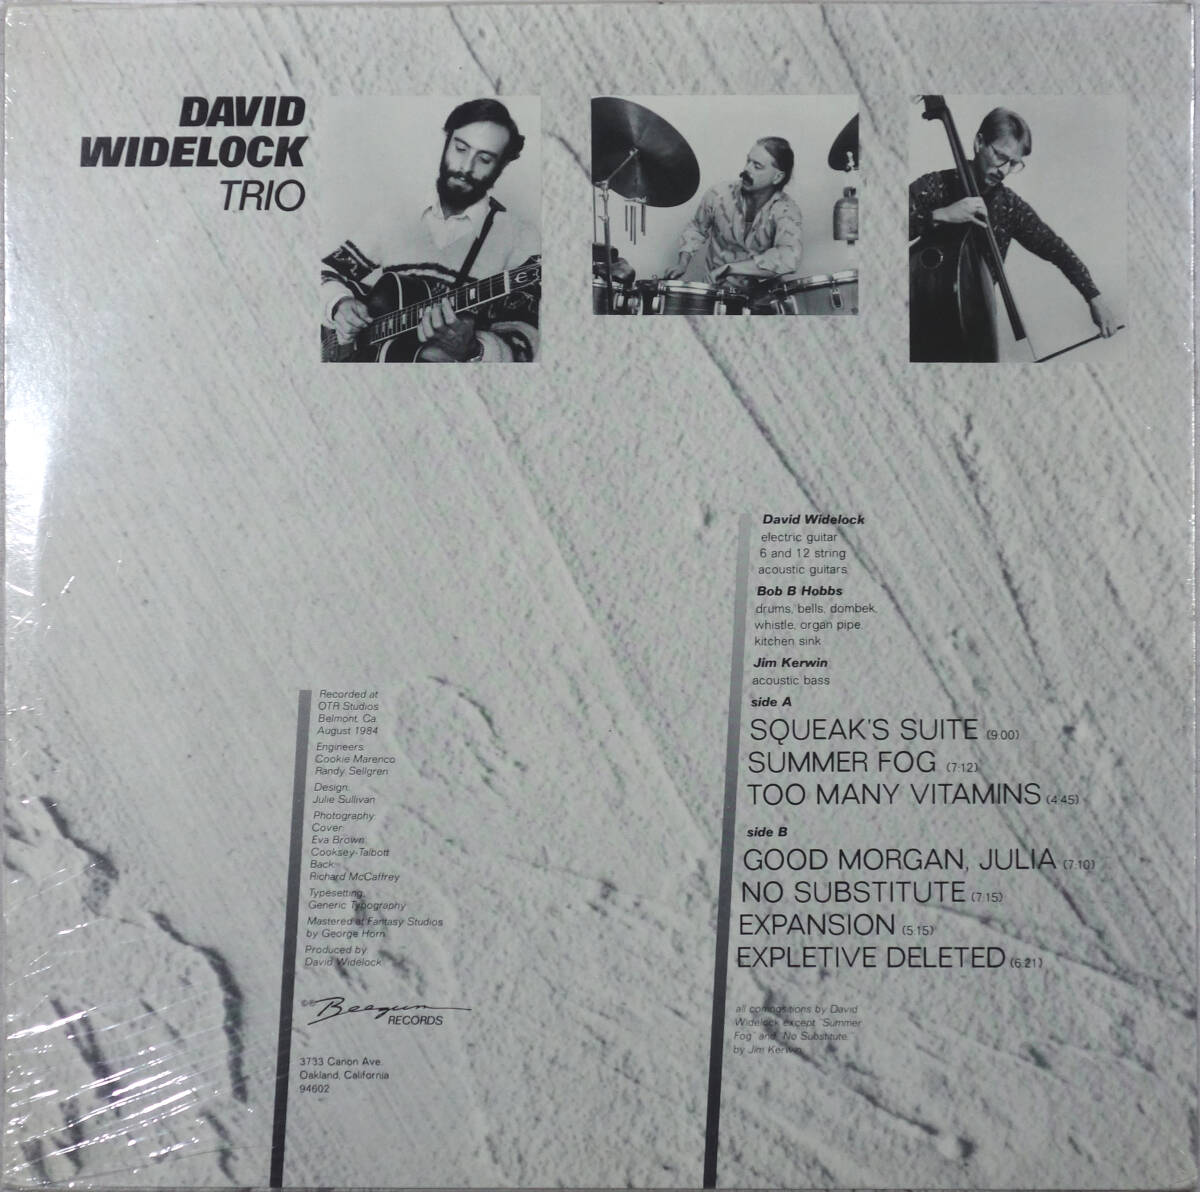 DAVID
WIDELOCK
TRIO
David Widelock
electric guitar
6 and 12 string
acoustic guitars
Bob B Hobbs
drums, bells, dombek,
whistle, organ pipe,
kitchen sink
Jim Kerwin
acoustic bass
side A
SQUEAK'S SUITE (9:00)
SUMMER FOG (7:12)
TOO MANY VITAMINS (4:45)
side B
GOOD MORGAN, JULIA (7:10)
NO SUBSTITUTE (7:15)
EXPANSION (5:15)
EXPLETIVE DELETED (6:21)
all compositions by David
Widelock except "Summer
Fog" and "No Substitute"
by Jim Kerwin
Recorded at
OTR Studios
Belmont, Ca.
August 1984
Engineers:
Cookie Marenco
Randy Sellgren
Design:
Julie Sullivan
Photography:
Cover:
Eva Brown
Cooksey-Talbott
Back:
Richard McCaffrey
Typesetting:
Generic Typography
Mastered at Fantasy Studios
by George Horn
Produced by
David Widelock
©℗ Beegum
RECORDS
3733 Canon Ave.
Oakland, California
94602